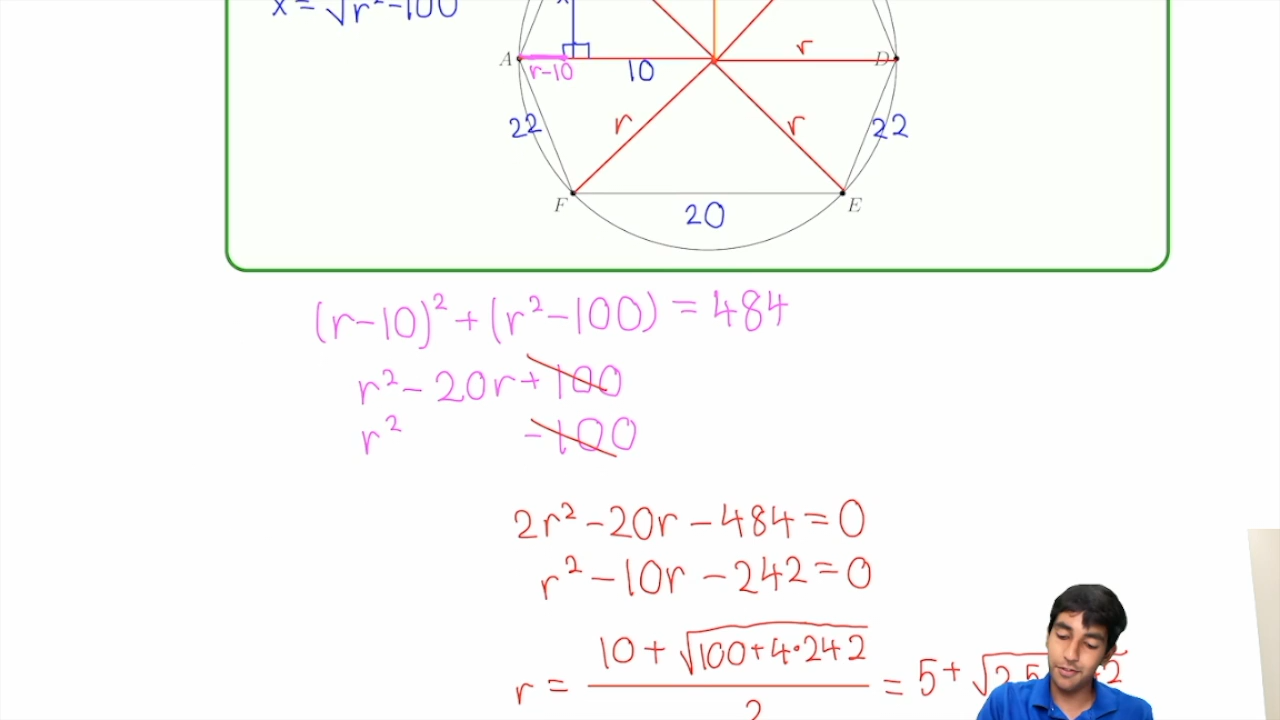 x = √r²-100
A
r-10
10
r
D
22
r
r
22
F
20
E
(r-10)² + (r²-100) = 484
r² - 20r + 100
r² - 100
2r² - 20r - 484 = 0
r² - 10r - 242 = 0
r = 10 + √100+4·242 / 2 = 5 +